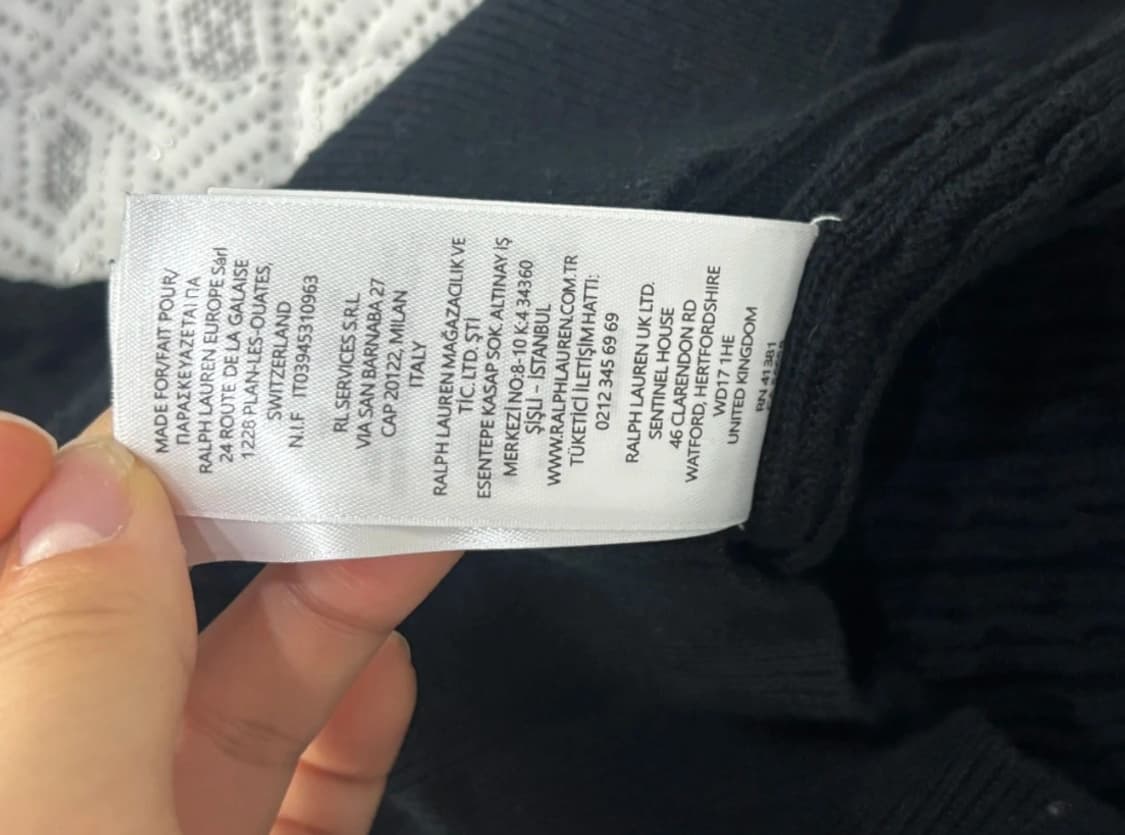 MADE FOR/FAIT POUR/
ΠΑΡΑΣΚΕΥΑΖΕΤΑΙ ΠΑ
RALPH LAUREN EUROPE Sárl
24 ROUTE DE LA GALAISE
1228 PLAN-LES-OUATES,
SWITZERLAND
N.I.F IT03945310963
RL SERVICES S.R.L.
VIA SAN BARNABA 27
CAP 20122, MILAN
ITALY
RALPH LAUREN MAĞAZACILIK VE
TİC. LTD. ŞTİ
ESENTEPE KASAP SOK. ALTINAY İŞ
MERKEZİ NO:8-10 K:4 34360
ŞİŞLİ - İSTANBUL
WWW.RALPHLAUREN.COM.TR
TÜKETİCİ İLETİŞİM HATTI:
0212 345 69 69
RALPH LAUREN UK LTD.
SENTINEL HOUSE
46 CLARENDON RD
WATFORD, HERTFORDSHIRE
WD17 1HE
UNITED KINGDOM
RN 41381